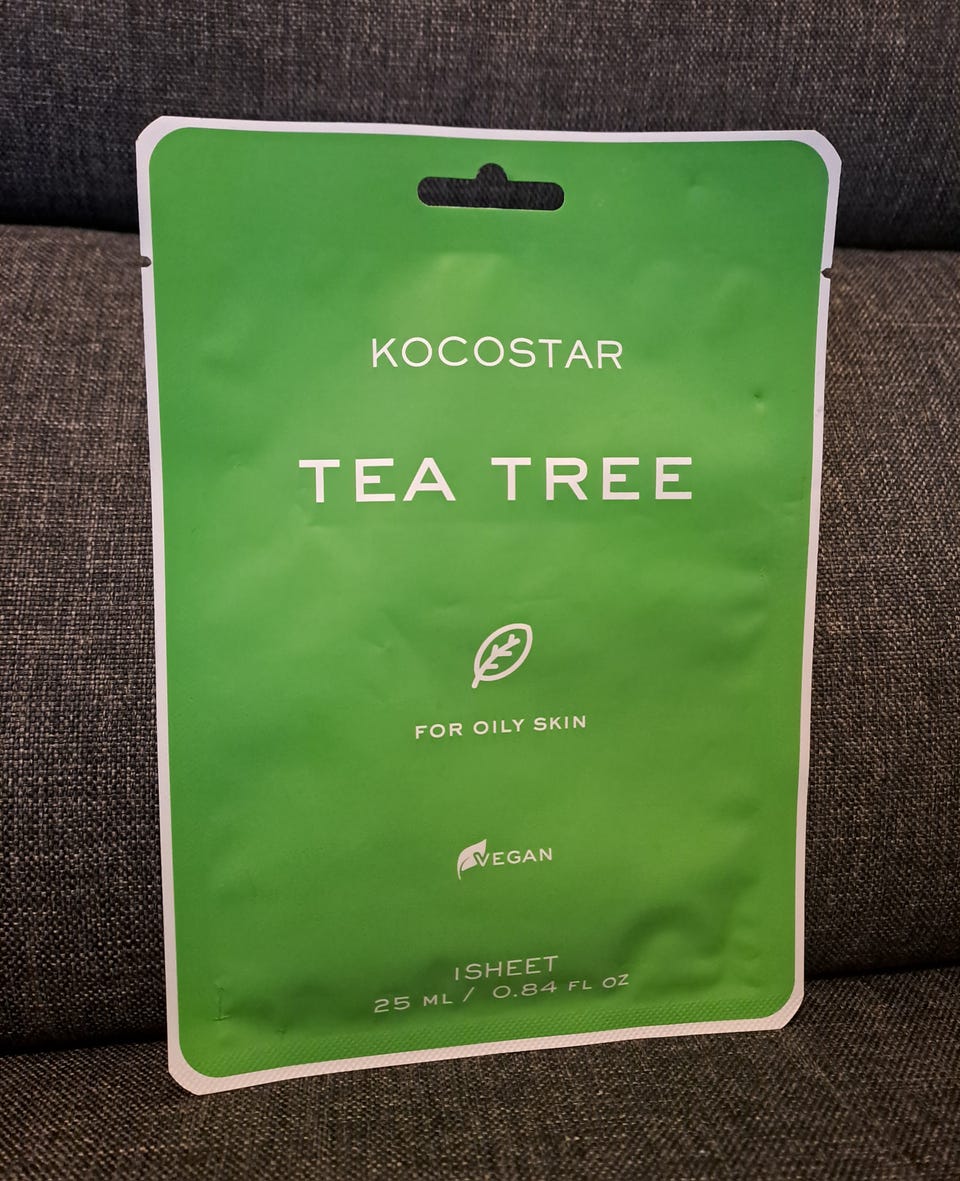 KOCOSTAR
TEA TREE
FOR OILY SKIN
VEGAN
1SHEET
25 ML / 0.84 FL OZ